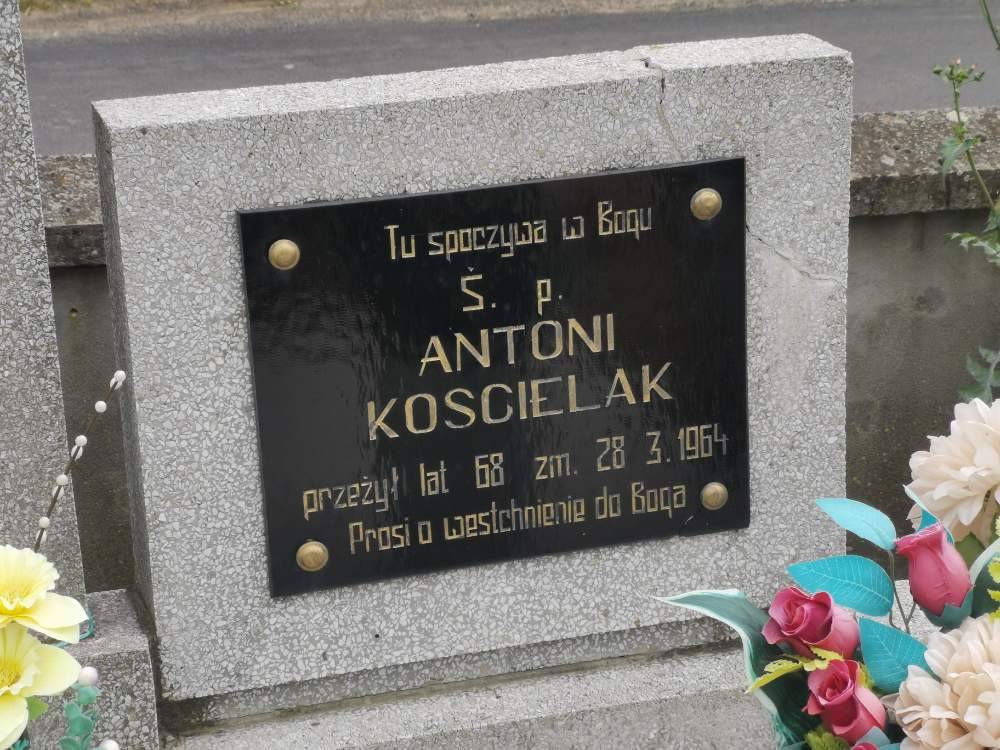 Tu spoczywa w Bogu
Ś. p.
ANTONI
KOSCIELAK
przeżył lat 68 zm. 28 3. 1964
Prosi o westchnienie do Boga